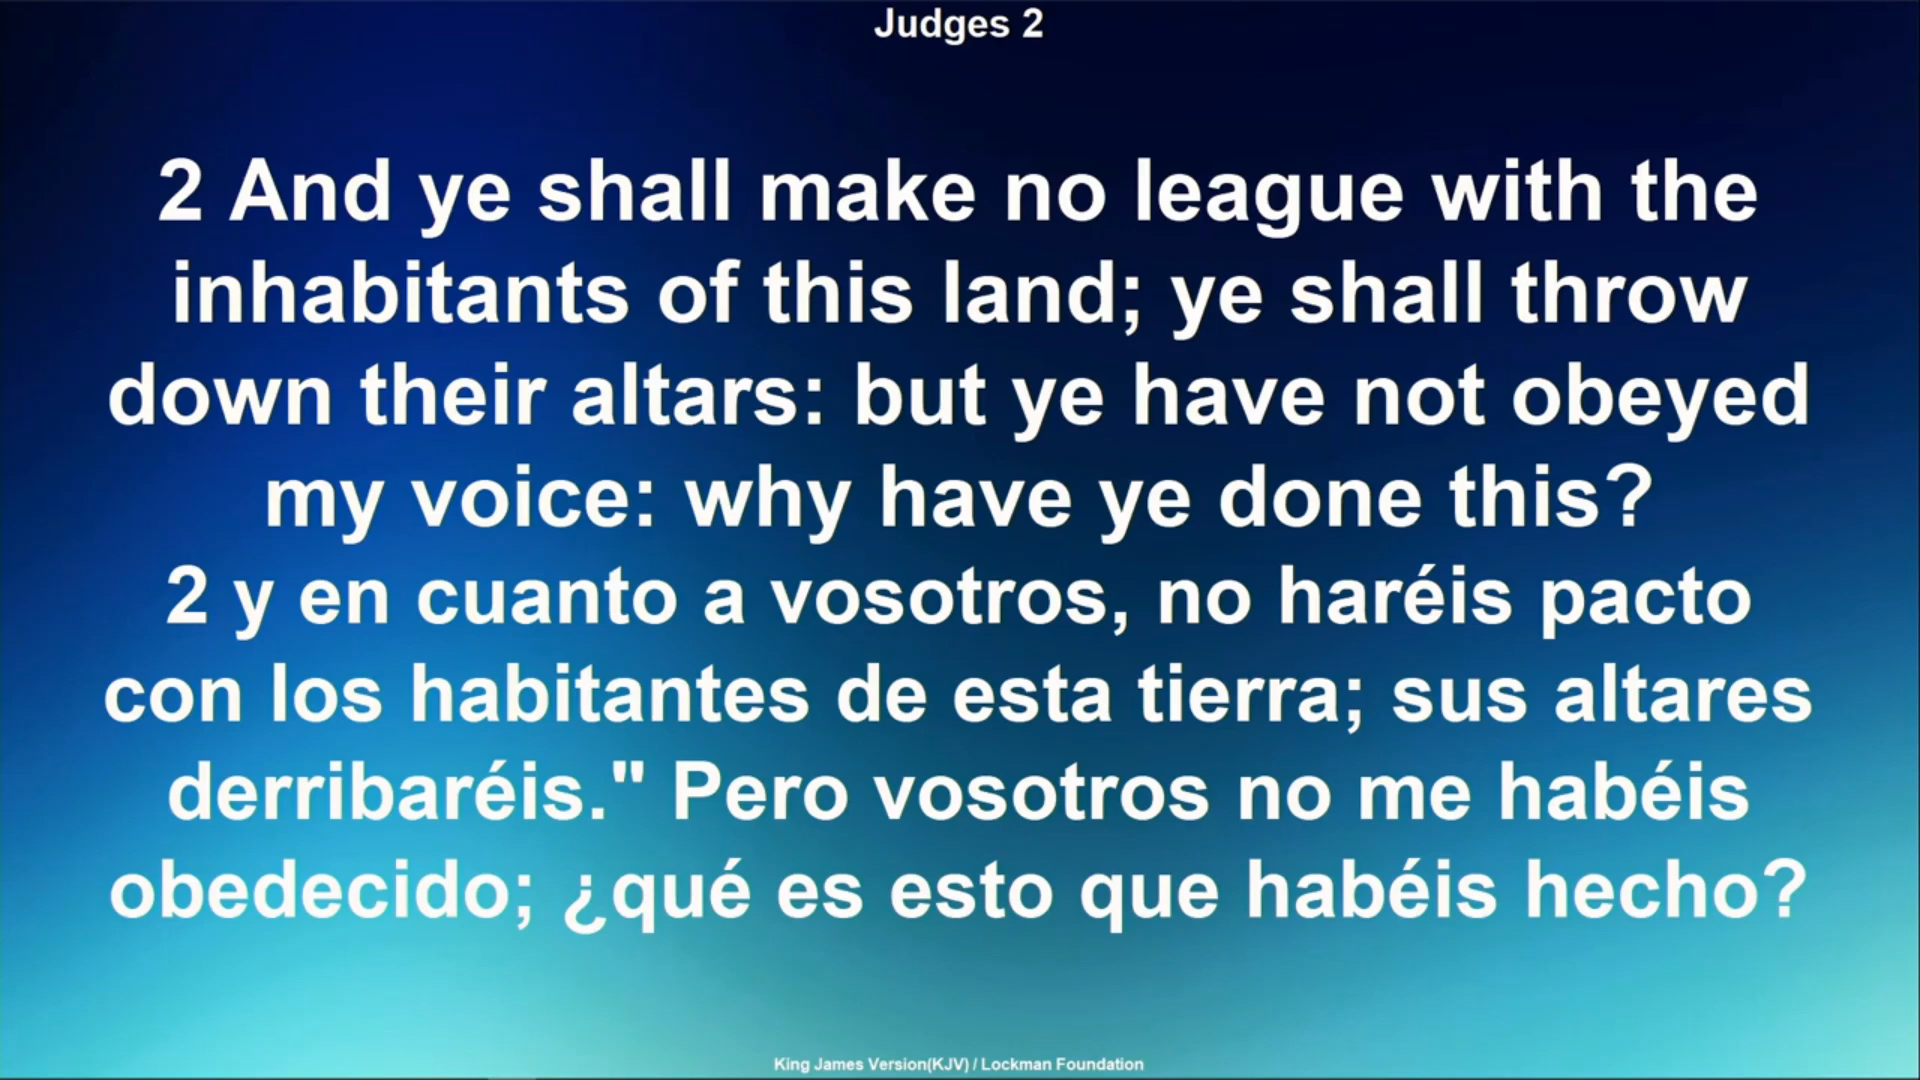 Judges 2
2 And ye shall make no league with the
inhabitants of this land; ye shall throw
down their altars: but ye have not obeyed
my voice: why have ye done this?
2 y en cuanto a vosotros, no haréis pacto
con los habitantes de esta tierra; sus altares
derribaréis." Pero vosotros no me habéis
obedecido; ¿qué es esto que habéis hecho?
King James Version(KJV) / Lockman Foundation